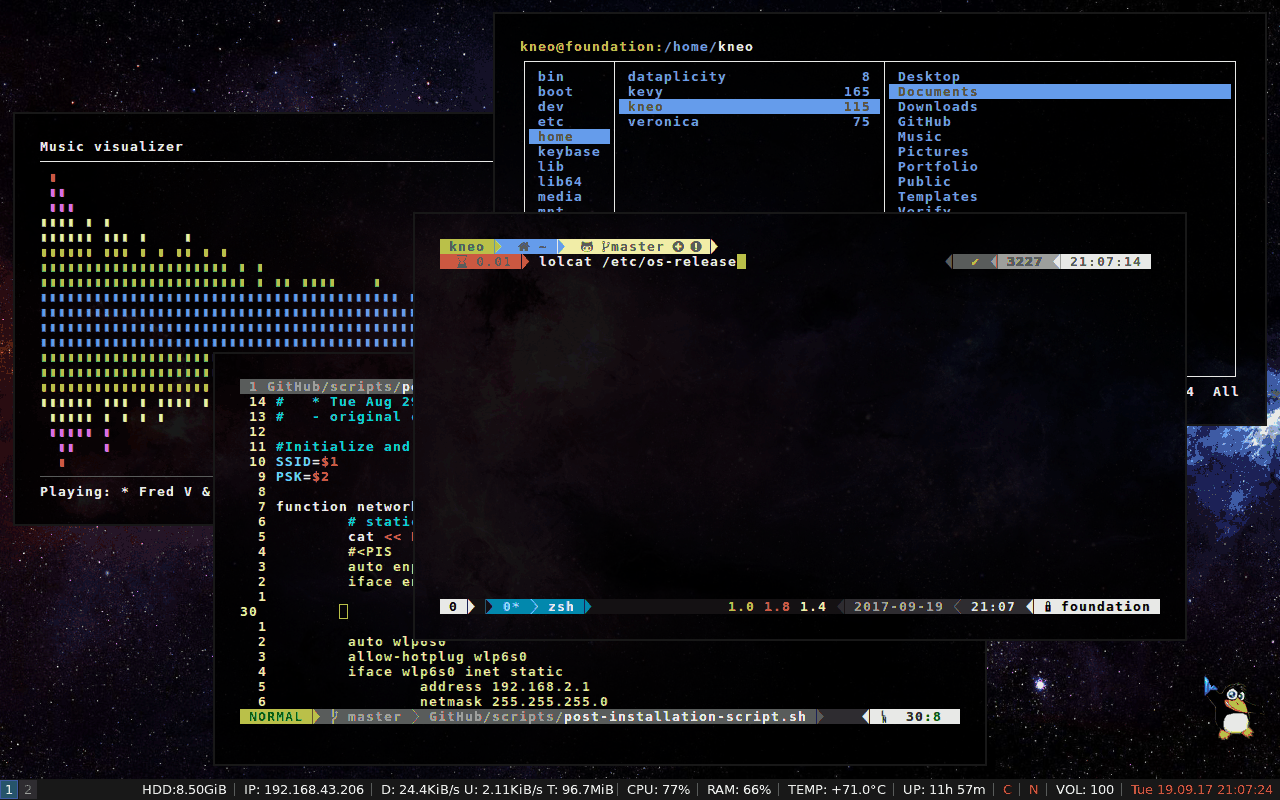 kneo@foundation:/home/kneo
bin
boot
dev
etc
home
keybase
lib
lib64
media
dataplicity 8
kevy 165
kneo 115
veronica 75
Desktop
Documents
Downloads
GitHub
Music
Pictures
Portfolio
Public
Templates
4 All
Music visualizer
Playing: * Fred V &
kneo ~ master
0.01 lolcat /etc/os-release ✔ 3227 21:07:14
0 0* zsh 1.0 1.8 1.4 2017-09-19 21:07 foundation
1 GitHub/scripts/
14 # * Tue Aug
13 # - original
12
11 #Initialize and
10 SSID=$1
9 PSK=$2
8
7 function
6 #
5 cat <<
4 #<PIS
3 auto
2 iface
1
30
1
2 auto wlp6s0
3 allow-hotplug wlp6s0
4 iface wlp6s0 inet static
5 address 192.168.2.1
6 netmask 255.255.255.0
NORMAL master GitHub/scripts/post-installation-script.sh 30:8
1 2 HDD:8.50GiB | IP: 192.168.43.206 | D: 24.4KiB/s U: 2.11KiB/s T: 96.7MiB | CPU: 77% | RAM: 66% | TEMP: +71.0°C | UP: 11h 57m | C | N | VOL: 100 | Tue 19.09.17 21:07:24